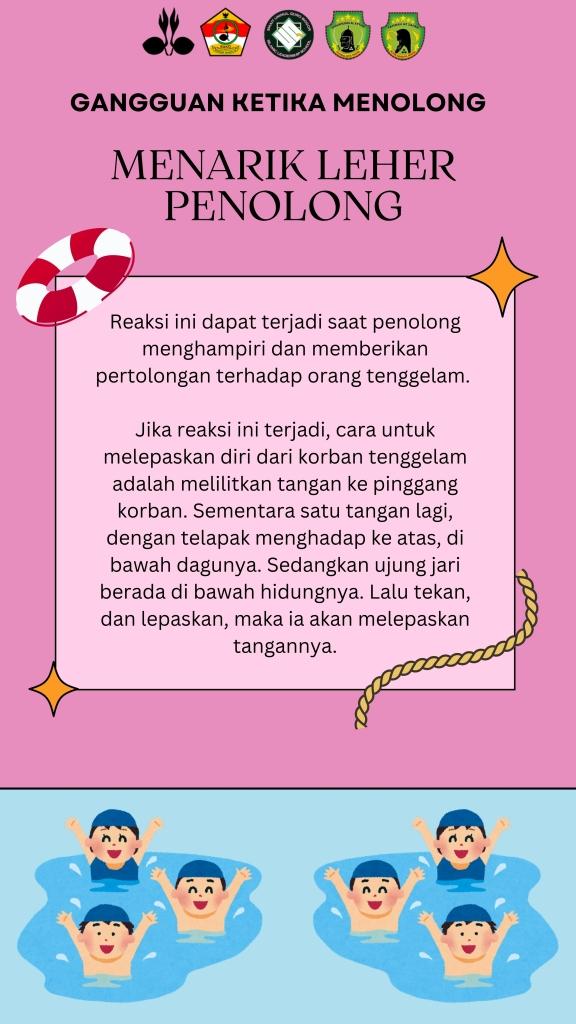 GANGGUAN KETIKA MENOLONG
MENARIK LEHER
PENOLONG
Reaksi ini dapat terjadi saat penolong
menghampiri dan memberikan
pertolongan terhadap orang tenggelam.
Jika reaksi ini terjadi, cara untuk
melepaskan diri dari korban tenggelam
adalah melilitkan tangan ke pinggang
korban. Sementara satu tangan lagi,
dengan telapak menghadap ke atas, di
bawah dagunya. Sedangkan ujung jari
berada di bawah hidungnya. Lalu tekan,
dan lepaskan, maka ia akan melepaskan
tangannya.